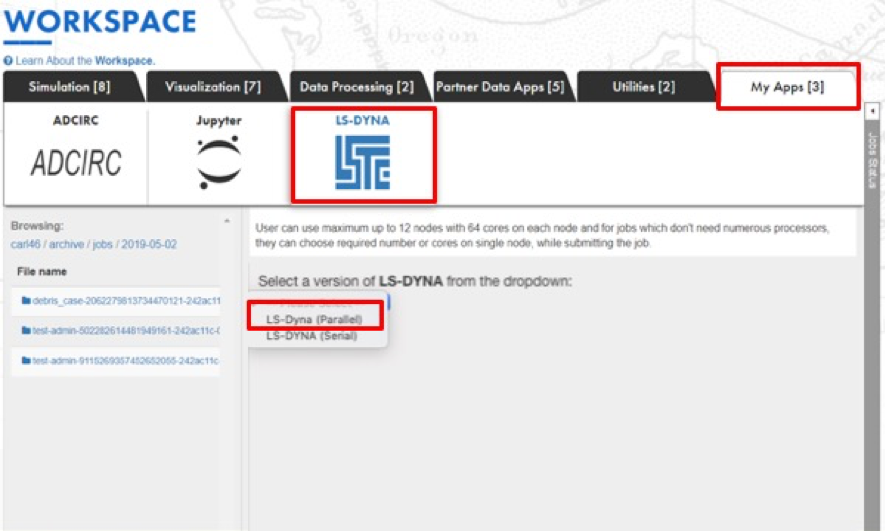 WORKSPACE
Oregon
Learn About the Workspace.
Simulation [8]
Visualization [7]
Data Processing [2]
Partner Data Apps [5]
Utilities [2]
My Apps [3]
ADCIRC
Jupyter
LS-DYNA
ADCIRC
Jobs Status
Browsing:
carl46 / archive / jobs / 2019-05-02
File name
debris_case-2062279813734470121-242ac11
test-admin-502282614481949161-242ac11c-0
test-admin-9115269357452652055-242ac11c-
User can use maximum up to 12 nodes with 64 cores on each node and for jobs which don't need numerous processors,
they can choose required number or cores on single node, while submitting the job.
Select a version of LS-DYNA from the dropdown:
LS-Dyna (Parallel)
LS-DYNA (Serial)